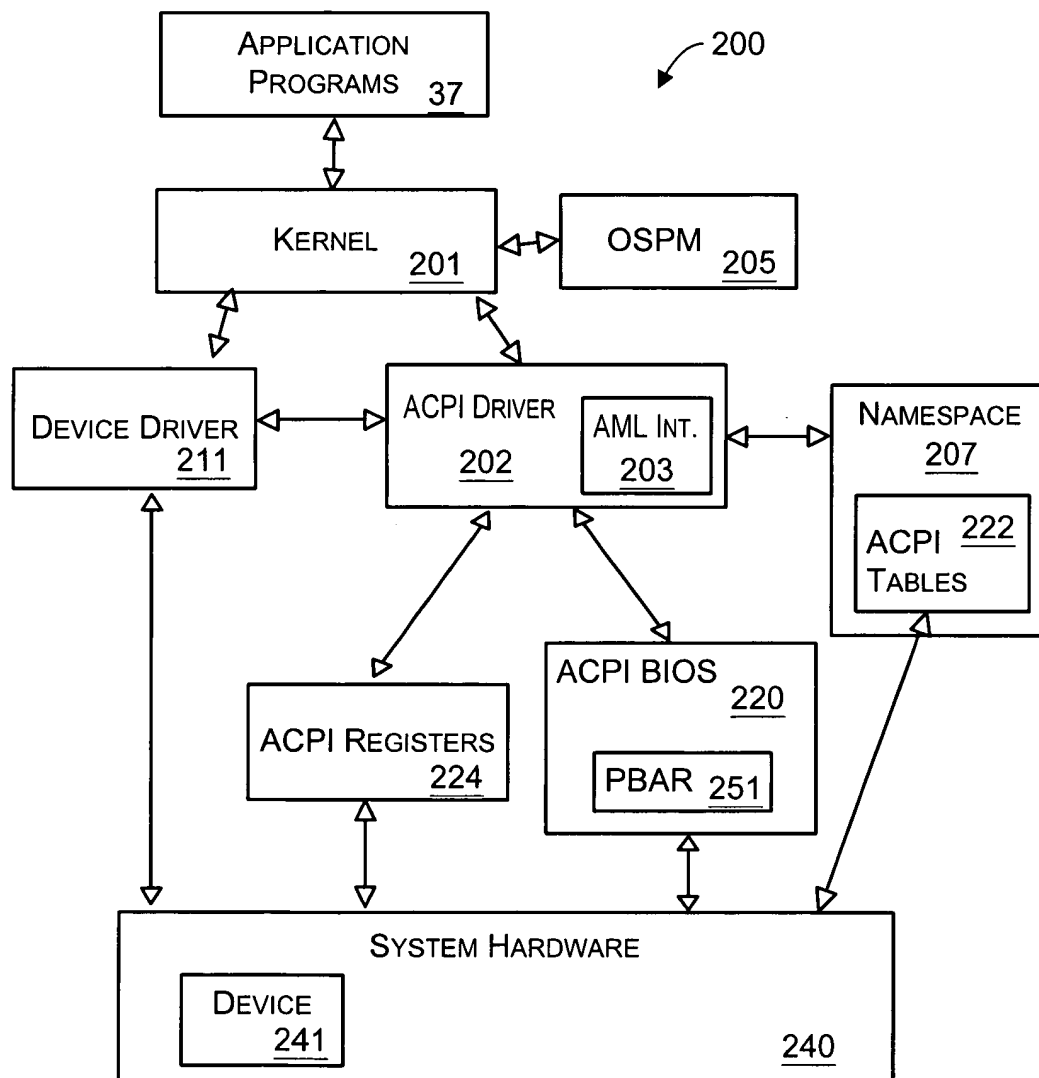 APPLICATION
PROGRAMS
37
200
KERNEL
201
OSPM
205
DEVICE DRIVER
211
ACPI DRIVER
202
AML INT.
203
NAMESPACE
207
ACPI
TABLES
222
ACPI REGISTERS
224
ACPI BIOS
220
PBAR
251
SYSTEM HARDWARE
DEVICE
241
240